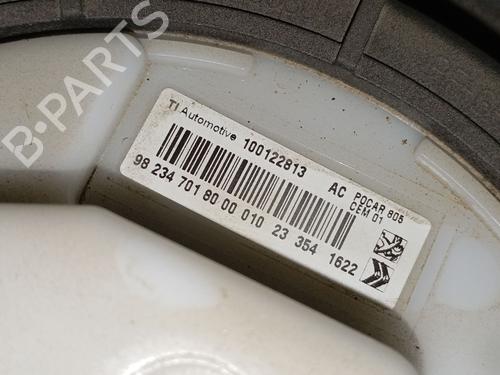 B-PARTS
TI Automotive 100122813 AC POCAR 805
CEM 01
98 234 701 80 00 010 23 354 1622